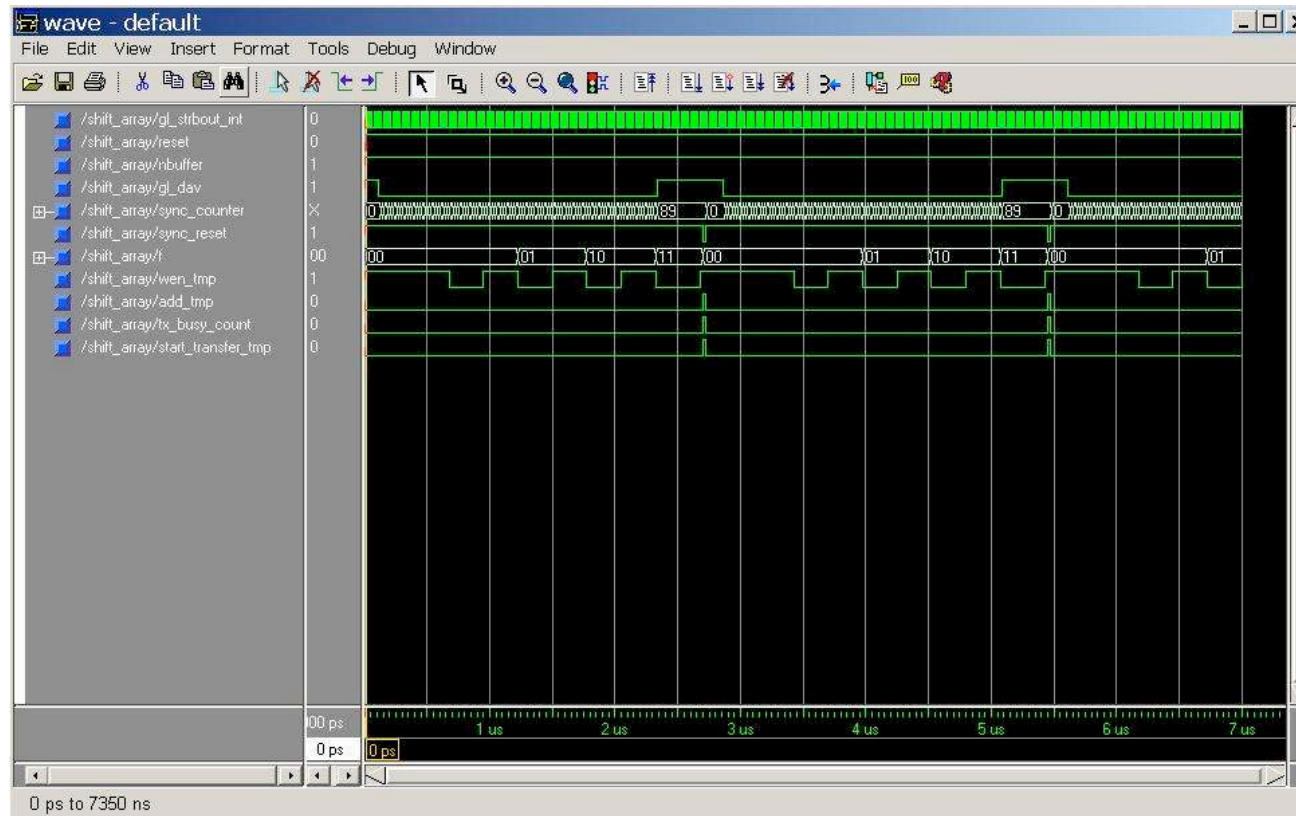 wave - default
File Edit View Insert Format Tools Debug Window
/shift_array/gl_strbout_int 0
/shift_array/reset 0
/shift_array/nbuffer 1
/shift_array/gl_dav 1
/shift_array/sync_counter X 0 89 0 89 0
/shift_array/sync_reset 1
/shift_array/f 00 00 01 10 11 00 01 10 11 00 01
/shift_array/wen_tmp 1
/shift_array/add_tmp 0
/shift_array/tx_busy_count 0
/shift_array/start_transfer_tmp 0
00 ps 1 us 2 us 3 us 4 us 5 us 6 us 7 us
0 ps 0 ps
0 ps to 7350 ns